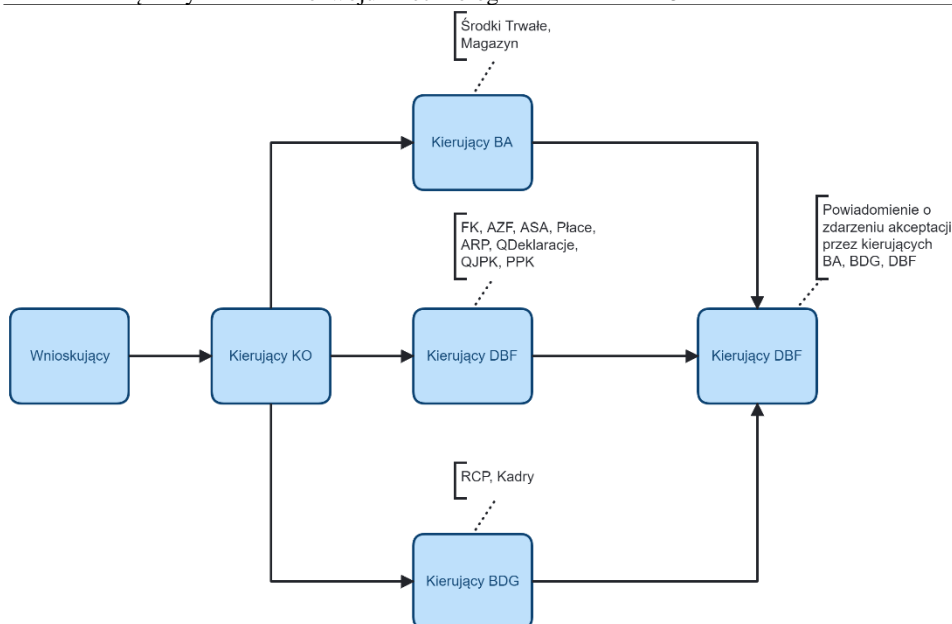 Środki Trwałe,
Magazyn
Kierujący BA
FK, AZF, ASA, Płace,
ARP, QDeklaracje,
QJPK, PPK
Powiadomienie o
zdarzeniu akceptacji
przez kierujących
BA, BDG, DBF
Wnioskujący
Kierujący KO
Kierujący DBF
Kierujący DBF
RCP, Kadry
Kierujący BDG